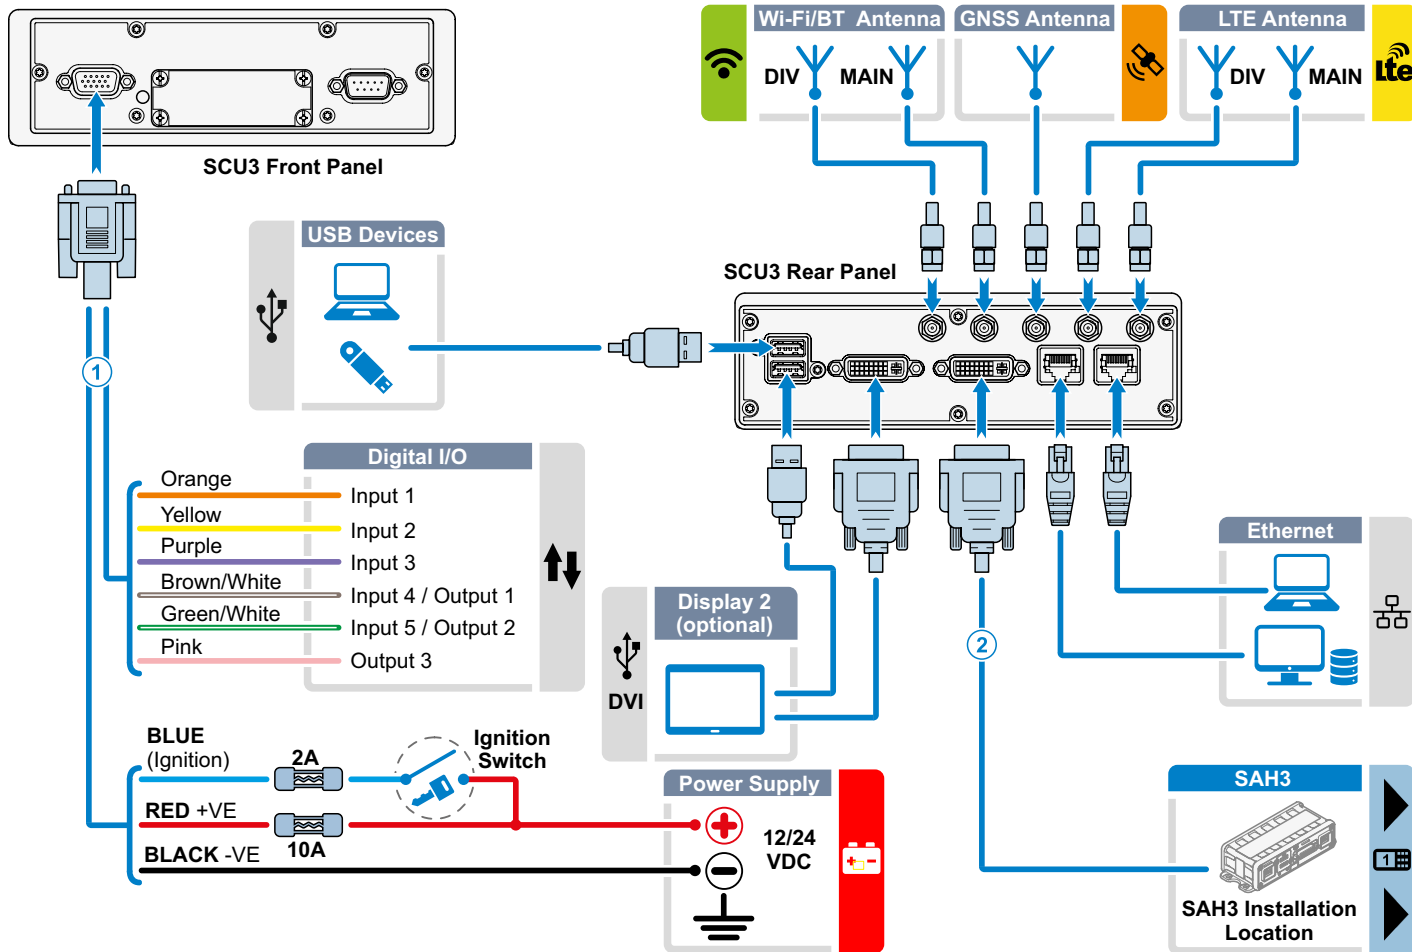 Wi-Fi/BT Antenna
DIV
MAIN
GNSS Antenna
LTE Antenna
DIV
MAIN
Lte
SCU3 Front Panel
USB Devices
SCU3 Rear Panel
1
Digital I/O
Orange
Input 1
Yellow
Input 2
Purple
Input 3
Brown/White
Input 4 / Output 1
Green/White
Input 5 / Output 2
Pink
Output 3
Display 2
(optional)
DVI
2
Ethernet
BLUE
(Ignition)
2A
Ignition
Switch
RED +VE
10A
BLACK -VE
Power Supply
12/24
VDC
SAH3
1
SAH3 Installation
Location